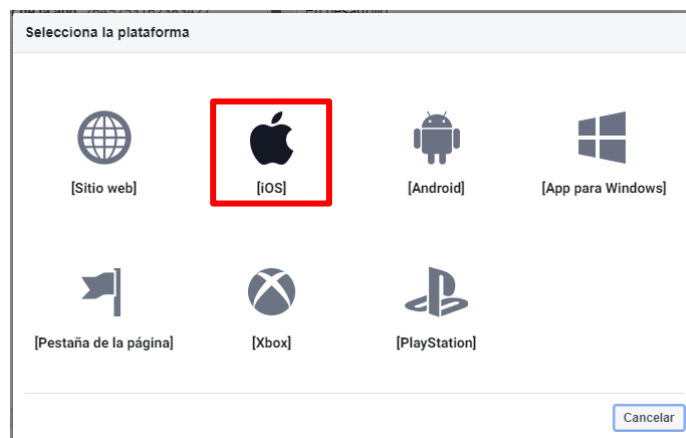 Selecciona la plataforma
[Sitio web]
[iOS]
[Android]
[App para Windows]
[Pestaña de la página]
[Xbox]
[PlayStation]
Cancelar